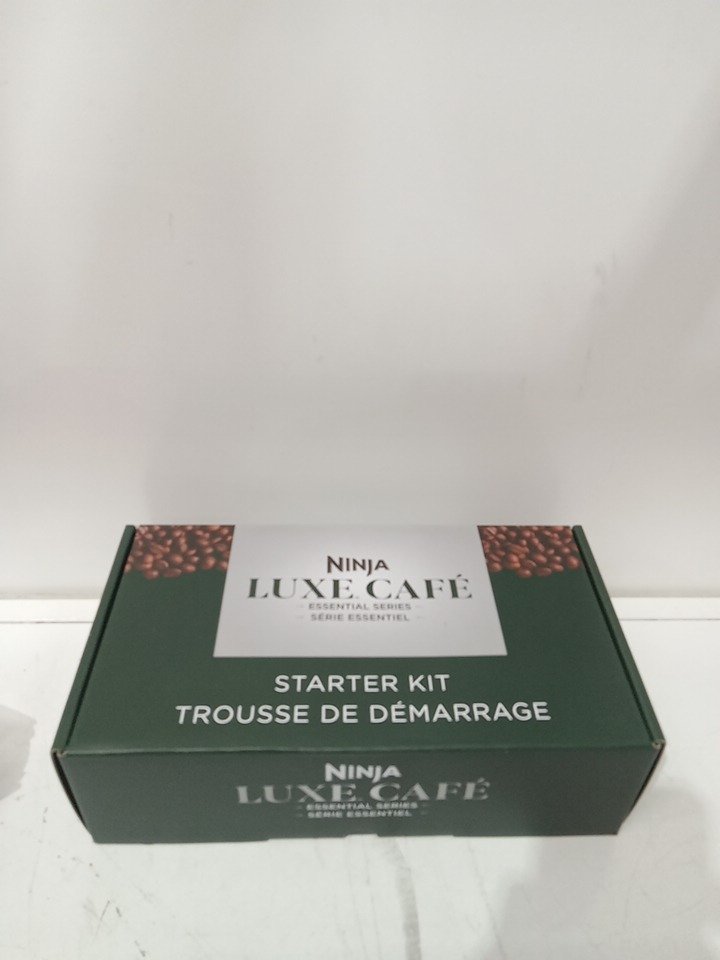 NINJA
LUXE CAFÉ
ESSENTIAL SERIES
SÉRIE ESSENTIEL
STARTER KIT
TROUSSE DE DÉMARRAGE
NINJA
LUXE CAFÉ
ESSENTIAL SERIES
SÉRIE ESSENTIEL